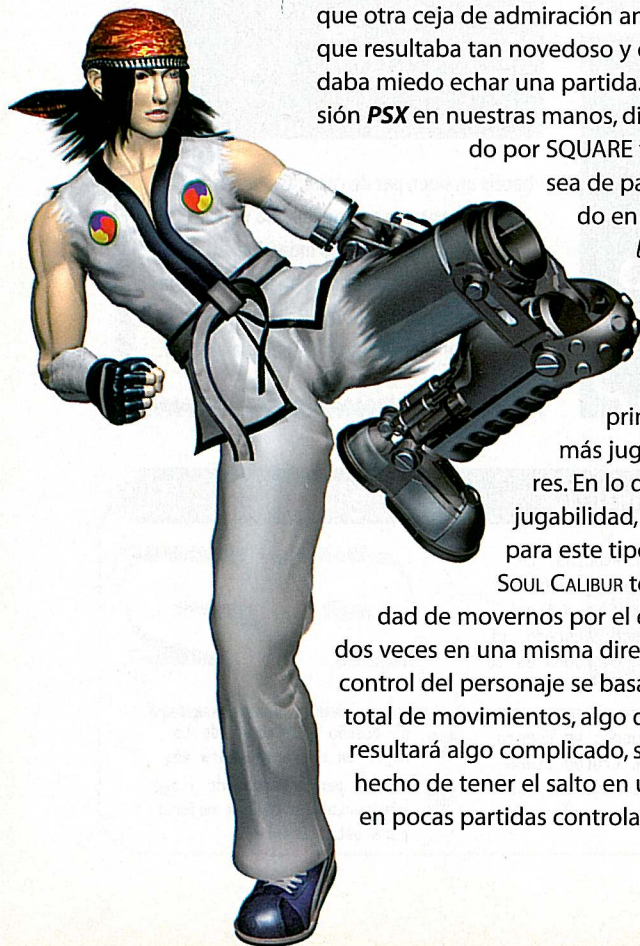 que otra ceja de admiración an
que resultaba tan novedoso y
daba miedo echar una partida.
sión PSX en nuestras manos, di
do por SQUARE
sea de pa
do en
prin
más jug
res. En lo
jugabilidad,
para este tipo
SOUL CALIBUR te
dad de movernos por el e
dos veces en una misma dire
control del personaje se basa
total de movimientos, algo
resultará algo complicado, s
hecho de tener el salto en u
en pocas partidas controla